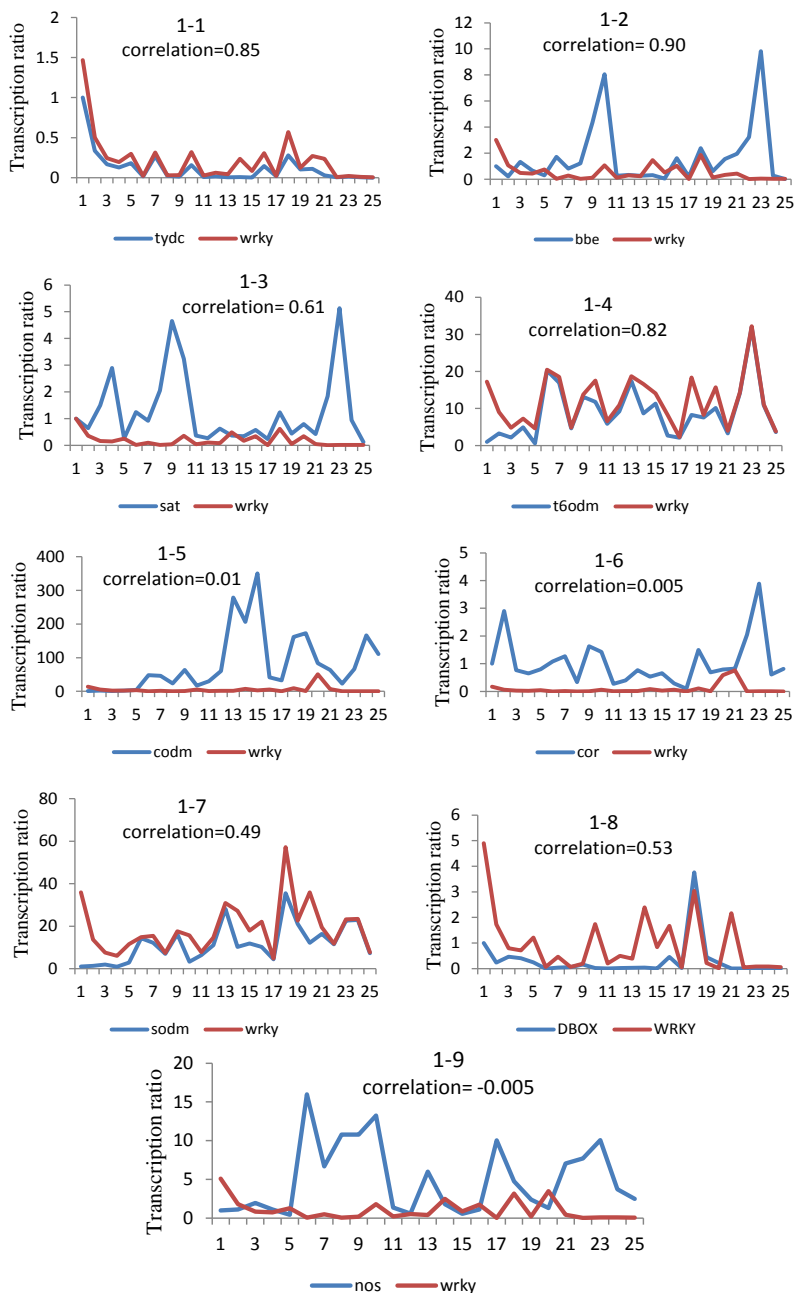 1-1
correlation=0.85
Transcription ratio
2
1.5
1
0.5
0
1 3 5 7 9 11 13 15 17 19 21 23 25
tydc wrky
1-2
correlation= 0.90
Transcription ratio
12
10
8
6
4
2
0
1 3 5 7 9 11 13 15 17 19 21 23 25
bbe wrky
1-3
correlation= 0.61
Transcription ratio
6
5
4
3
2
1
0
1 3 5 7 9 11 13 15 17 19 21 23 25
sat wrky
1-4
correlation=0.82
Transcription ratio
40
30
20
10
0
1 3 5 7 9 11 13 15 17 19 21 23 25
t6odm wrky
1-5
correlation=0.01
Transcription ratio
400
300
200
100
0
1 3 5 7 9 11 13 15 17 19 21 23 25
codm wrky
1-6
correlation=0.005
Transcription ratio
5
4
3
2
1
0
1 3 5 7 9 11 13 15 17 19 21 23 25
cor wrky
1-7
correlation=0.49
Transcription ratio
80
60
40
20
0
1 3 5 7 9 11 13 15 17 19 21 23 25
sodm wrky
1-8
correlation=0.53
Transcription ratio
6
5
4
3
2
1
0
1 3 5 7 9 11 13 15 17 19 21 23 25
DBOX WRKY
1-9
correlation= -0.005
Transcription ratio
20
15
10
5
0
1 3 5 7 9 11 13 15 17 19 21 23 25
nos wrky